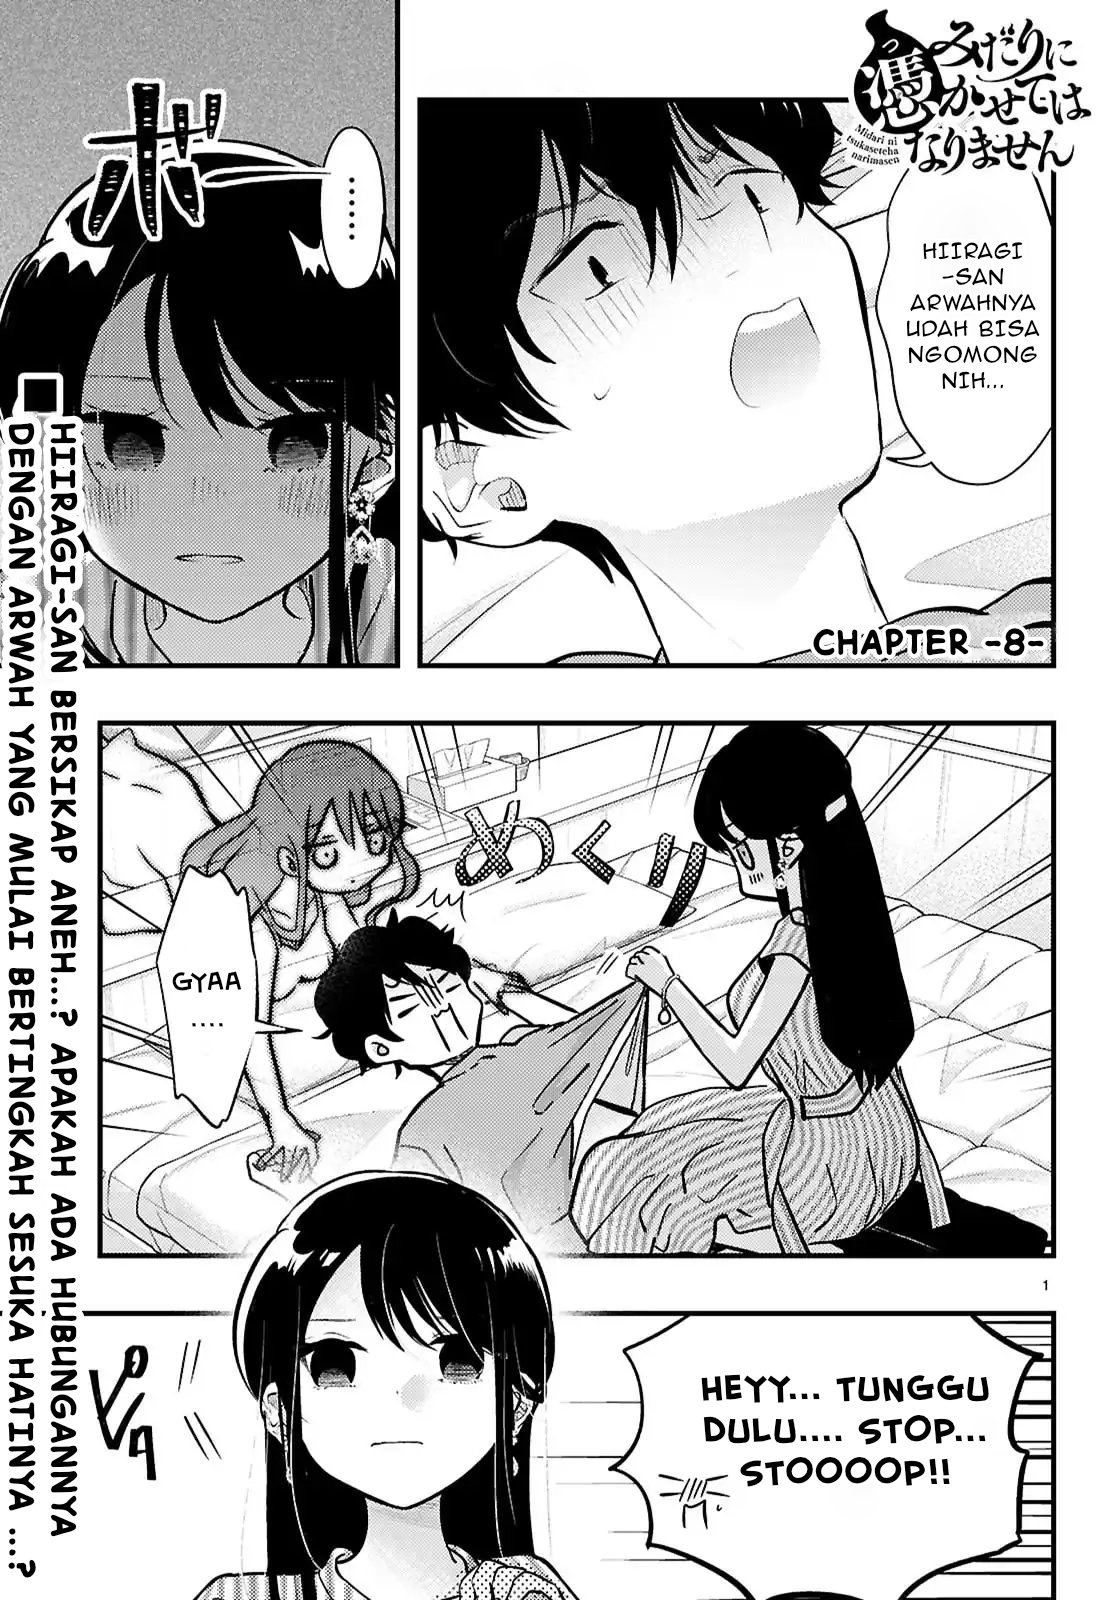 みだりに
憑かせては
っ
なりません
Midari ni
tsukaseteha
narimasen
HIIRAGI
-SAN
ARWAHNYA
UDAH BISA
NGOMONG
NIH...
ボー
.......
CHAPTER -8-
HIIRAGI-SAN BERSIKAP ANEH...? APAKAH ADA HUBUNGANNYA
DENGAN ARWAH YANG MULAI BERTINGKAH SESUKA HATINYA ...?
めくり
GYAA
....
1
HEYY... TUNGGU
DULU.... STOP...
STOOOOP!!